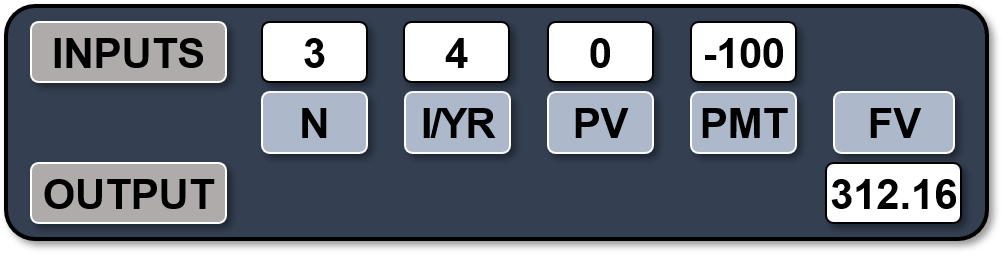 INPUTS 3 4 0 -100
N I/YR PV PMT FV
OUTPUT 312.16